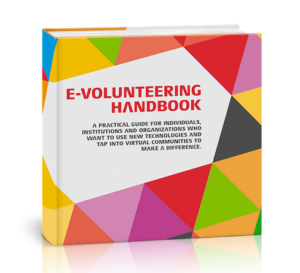 E-VOLUNTEERING
HANDBOOK
A PRACTICAL GUIDE FOR INDIVIDUALS,
INSTITUTIONS AND ORGANIZATIONS WHO
WANT TO USE NEW TECHNOLOGIES AND
TAP INTO VIRTUAL COMMUNITIES TO
MAKE A DIFFERENCE.